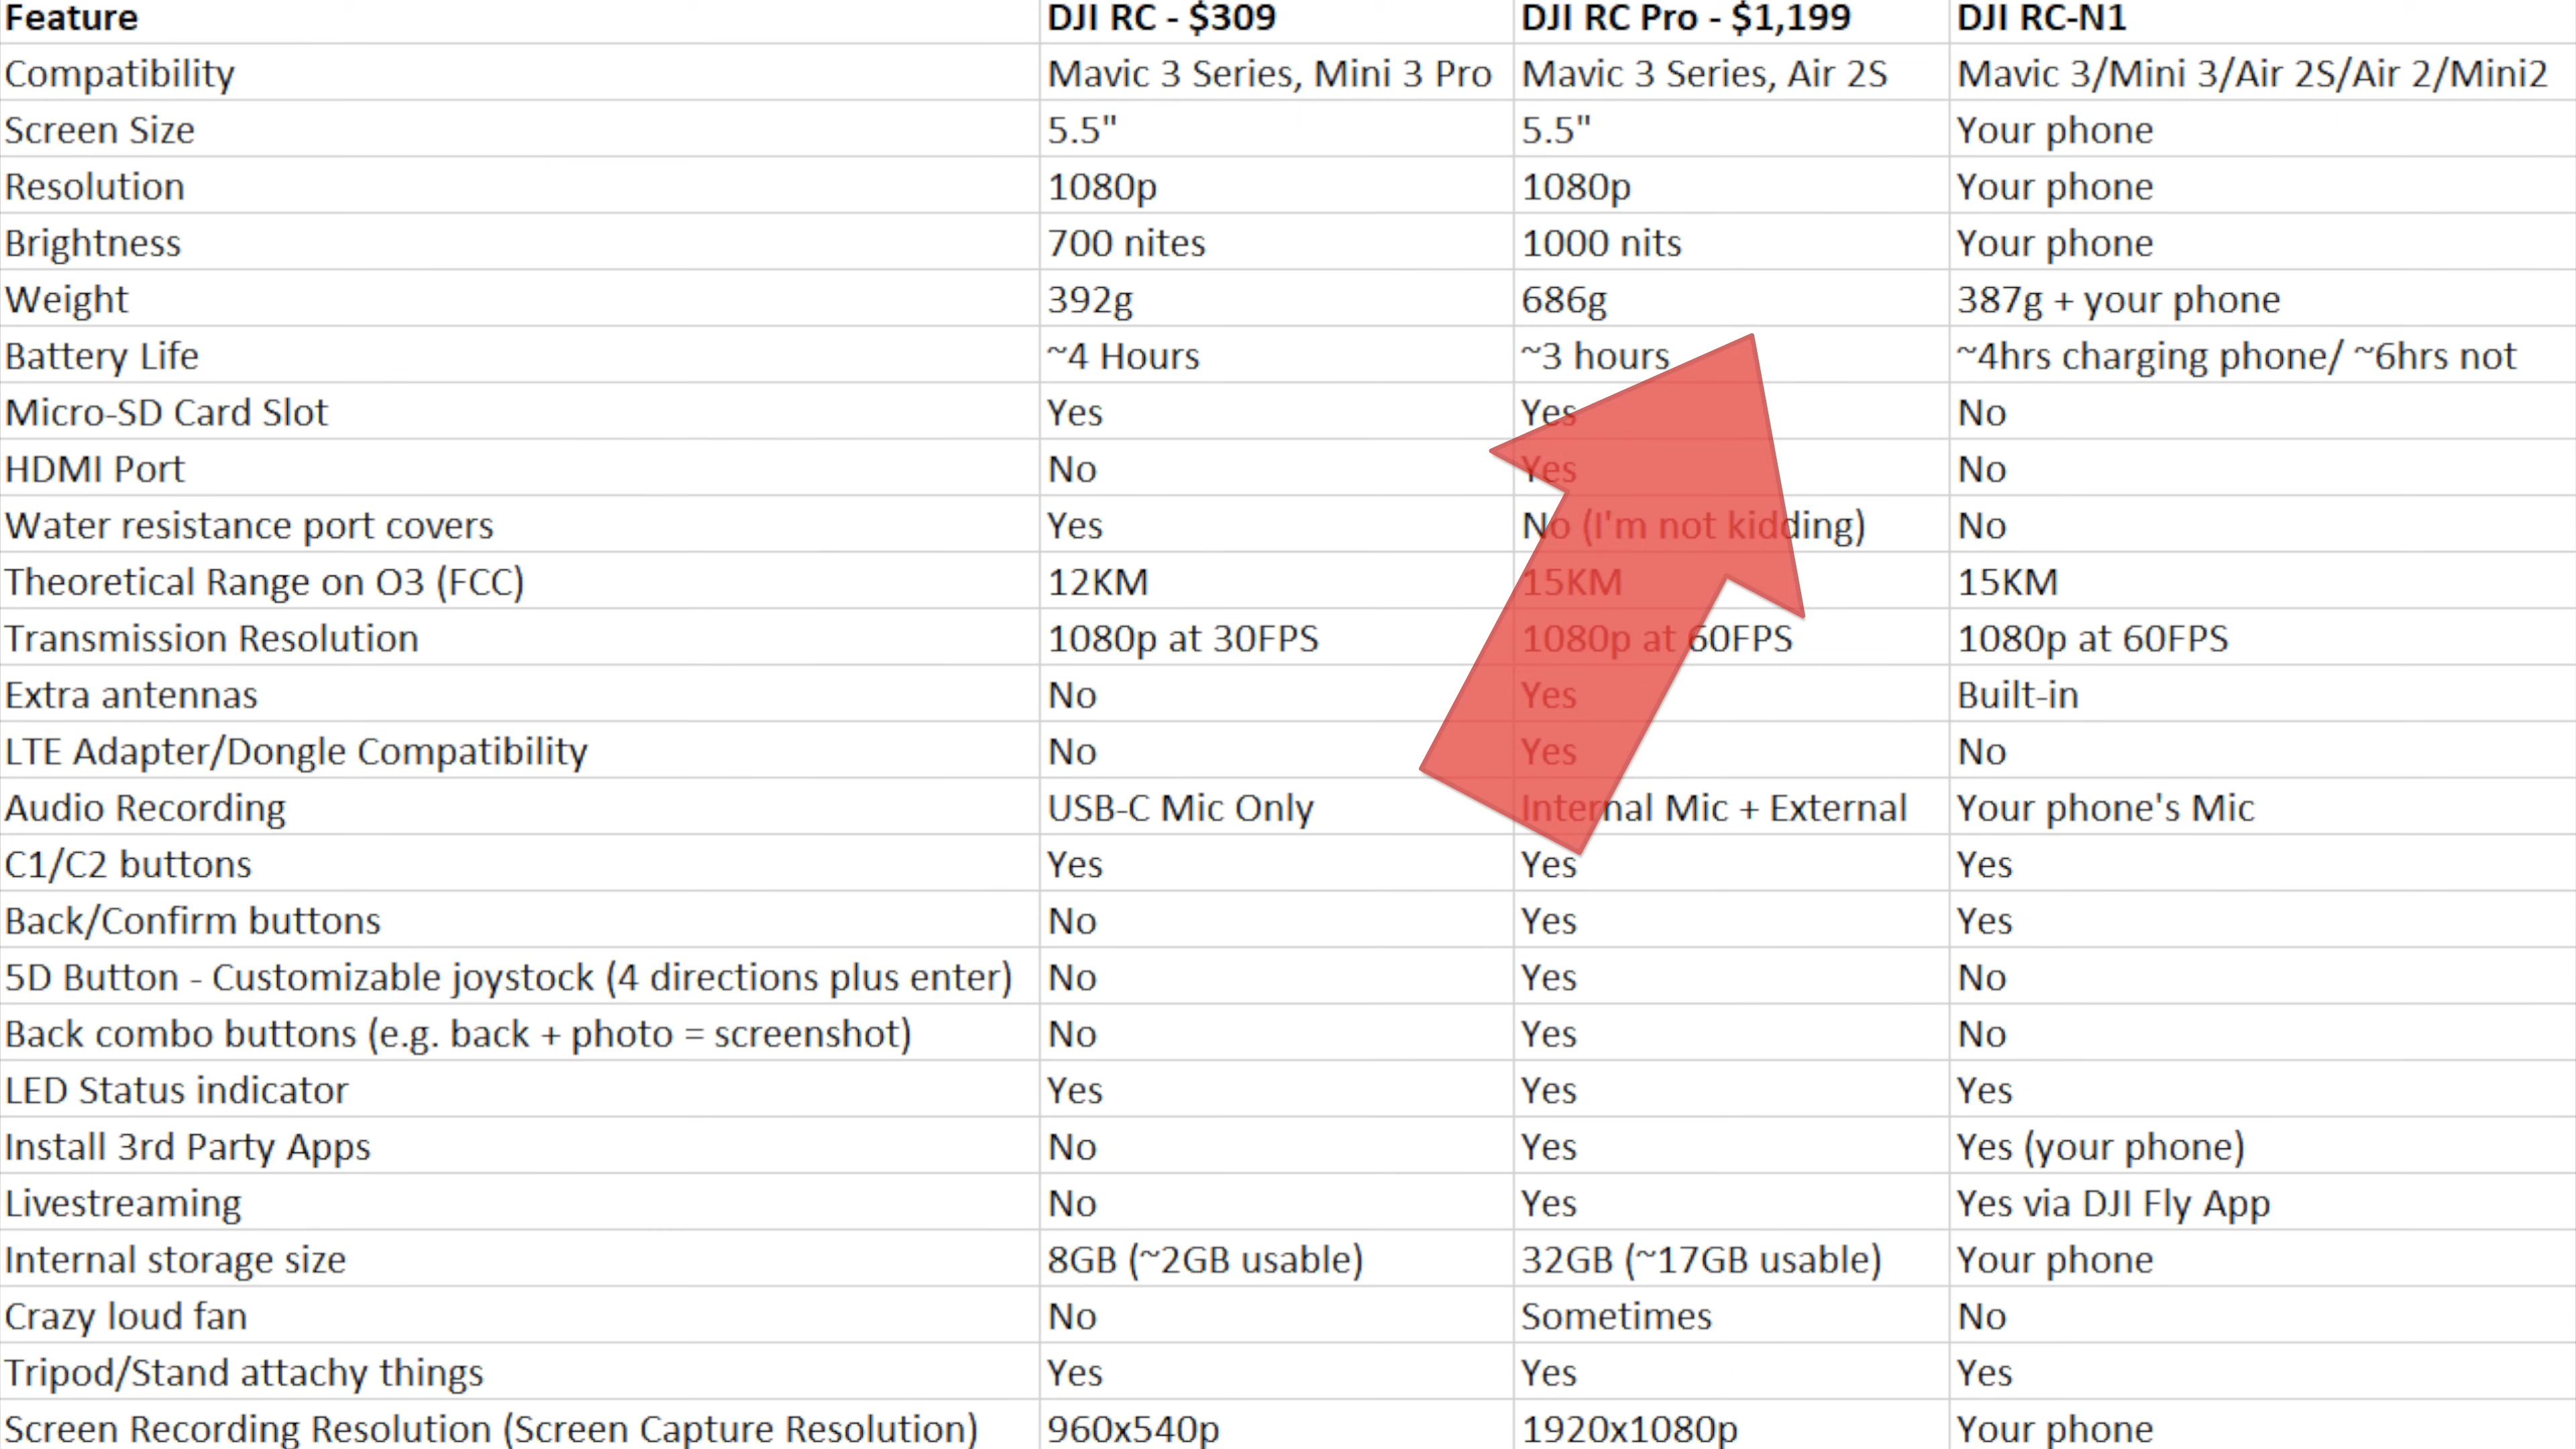 Feature DJI RC - $309 DJI RC Pro - $1,199 DJI RC-N1
Compatibility Mavic 3 Series, Mini 3 Pro Mavic 3 Series, Air 2S Mavic 3/Mini 3/Air 2S/Air 2/Mini2
Screen Size 5.5" 5.5" Your phone
Resolution 1080p 1080p Your phone
Brightness 700 nites 1000 nits Your phone
Weight 392g 686g 387g + your phone
Battery Life ~4 Hours ~3 hours ~4hrs charging phone/ ~6hrs not
Micro-SD Card Slot Yes Yes No
HDMI Port No Yes No
Water resistance port covers Yes No (I'm not kidding) No
Theoretical Range on O3 (FCC) 12KM 15KM 15KM
Transmission Resolution 1080p at 30FPS 1080p at 60FPS 1080p at 60FPS
Extra antennas No Yes Built-in
LTE Adapter/Dongle Compatibility No Yes No
Audio Recording USB-C Mic Only Internal Mic + External Your phone's Mic
C1/C2 buttons Yes Yes Yes
Back/Confirm buttons No Yes Yes
5D Button - Customizable joystock (4 directions plus enter) No Yes No
Back combo buttons (e.g. back + photo = screenshot) No Yes No
LED Status indicator Yes Yes Yes
Install 3rd Party Apps No Yes Yes (your phone)
Livestreaming No Yes Yes via DJI Fly App
Internal storage size 8GB (~2GB usable) 32GB (~17GB usable) Your phone
Crazy loud fan No Sometimes No
Tripod/Stand attachy things Yes Yes Yes
Screen Recording Resolution (Screen Capture Resolution) 960x540p 1920x1080p Your phone